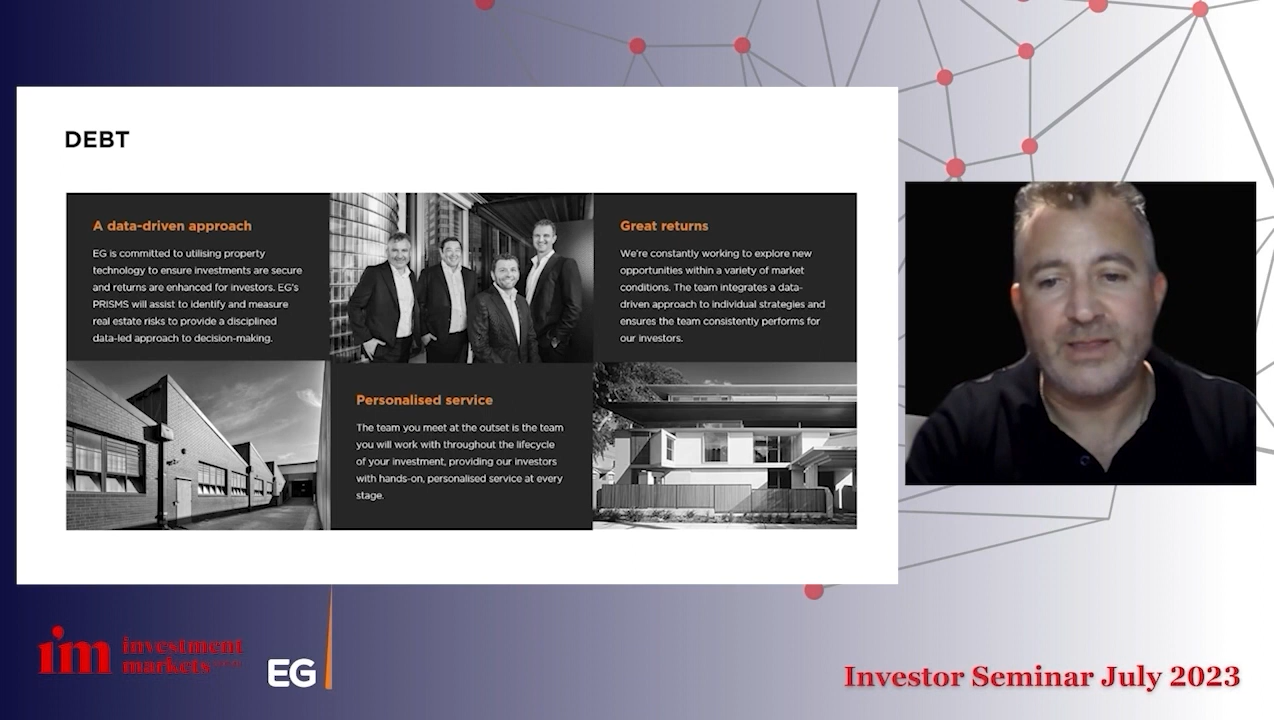 DEBT
A data-driven approach
EG is committed to utilising property
technology to ensure investments are secure
and returns are enhanced for investors. EG's
PRISMS will assist to identify and measure
real estate risks to provide a disciplined
data-led approach to decision-making.
Great returns
We're constantly working to explore new
opportunities within a variety of market
conditions. The team integrates a data-
driven approach to individual strategies and
ensures the team consistently performs for
our investors.
Personalised service
The team you meet at the outset is the team
you will work with throughout the lifecycle
of your investment, providing our investors
with hands-on, personalised service at every
stage.
im investment
markets
EG
Investor Seminar July 2023